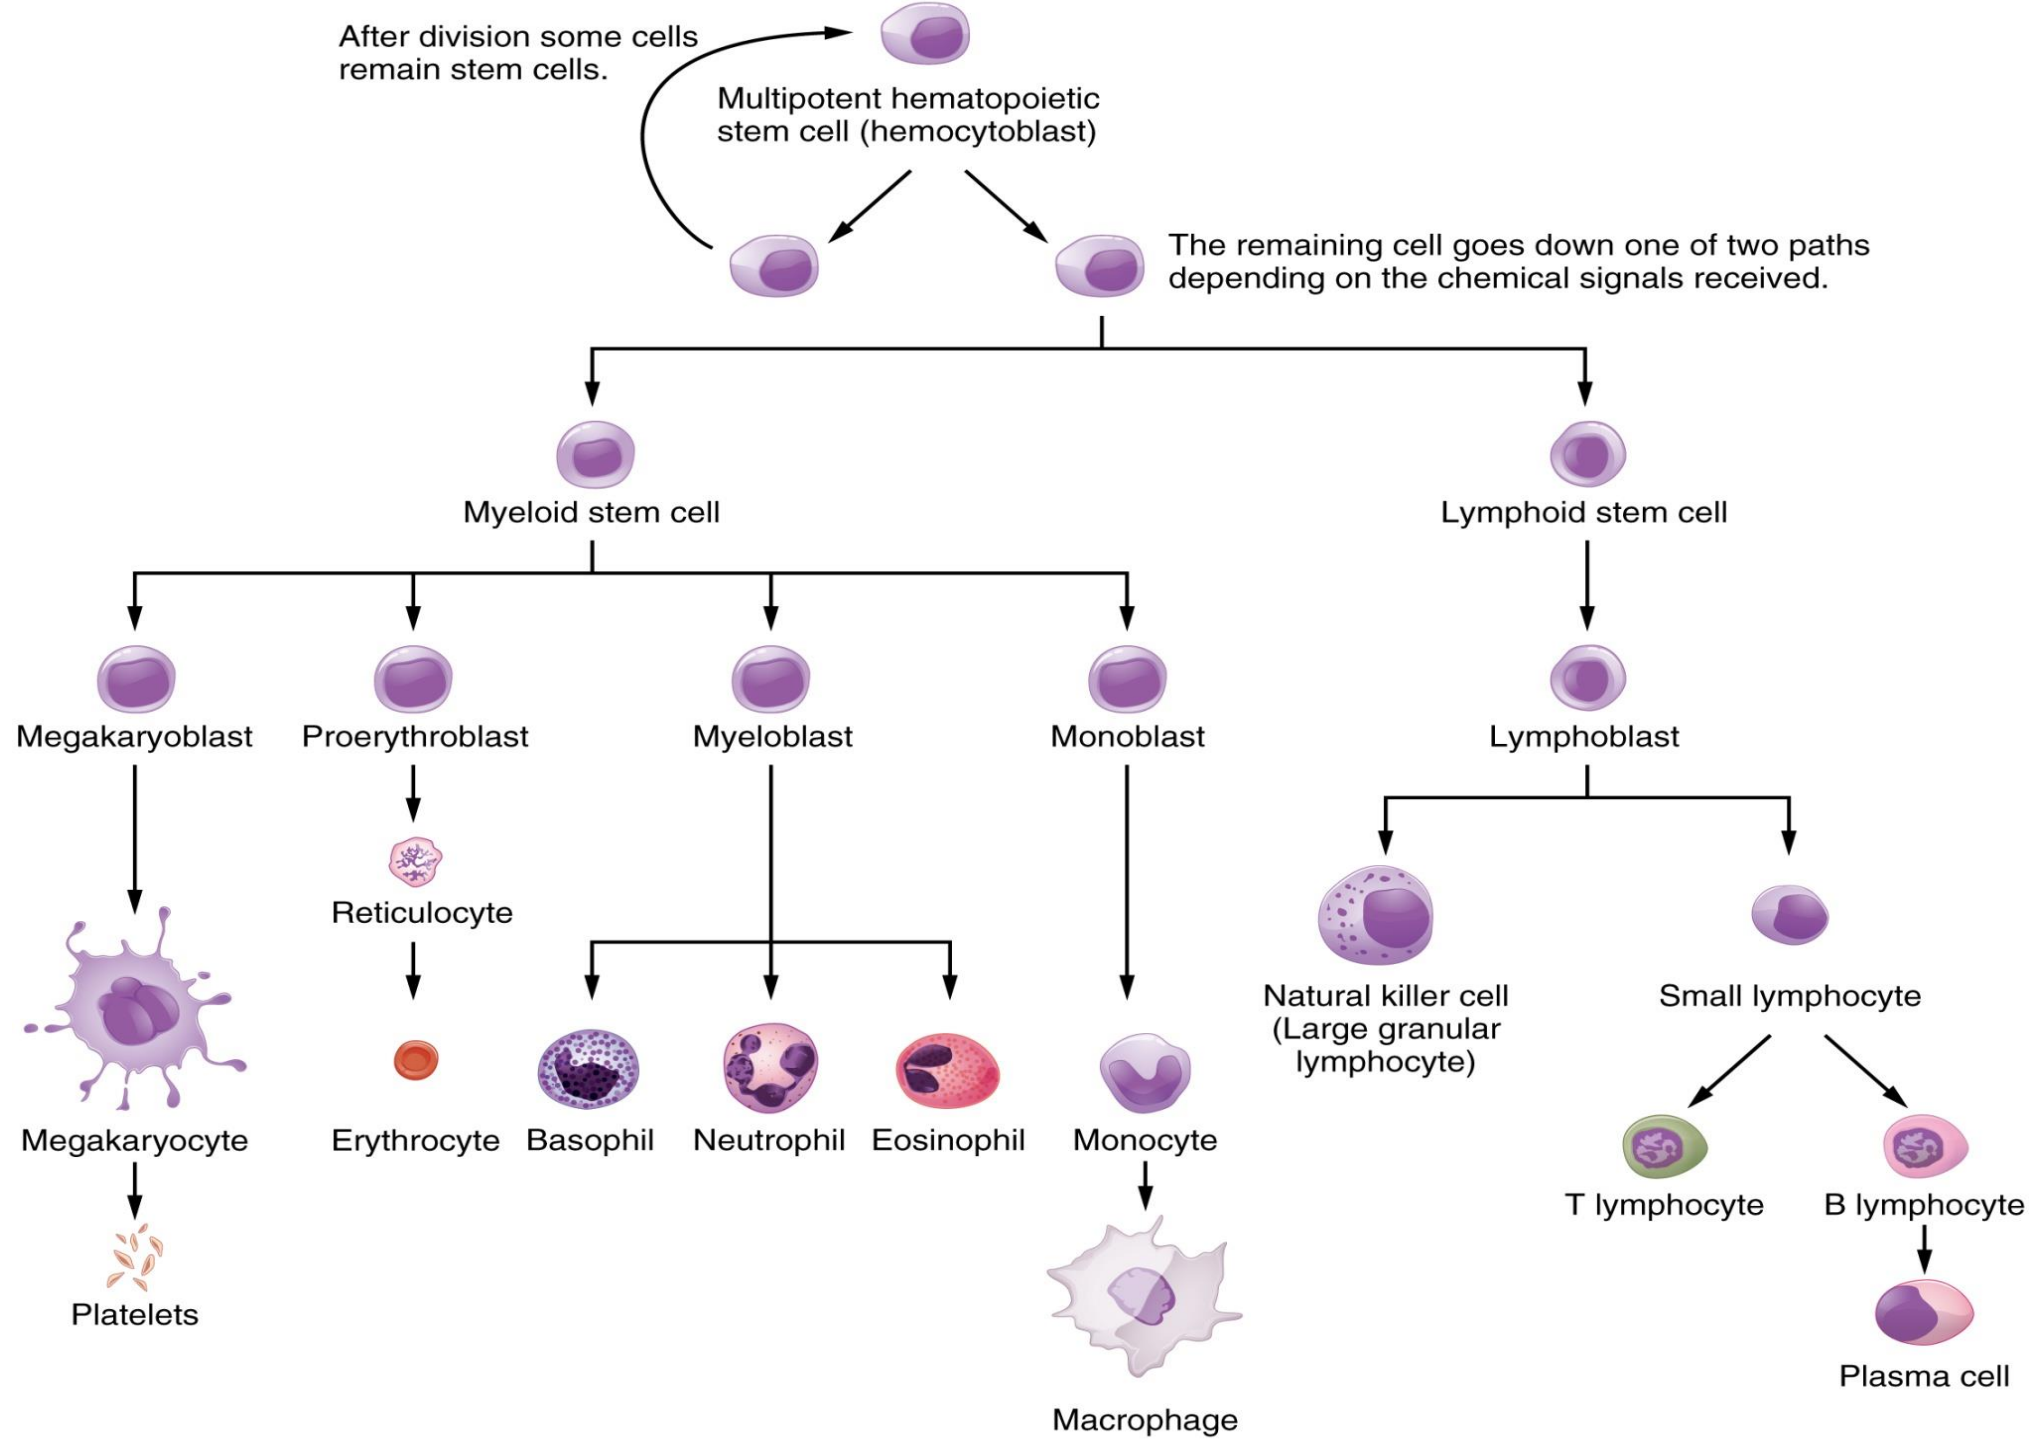 After division some cells
remain stem cells.
Multipotent hematopoietic
stem cell (hemocytoblast)
The remaining cell goes down one of two paths
depending on the chemical signals received.
Myeloid stem cell
Lymphoid stem cell
Megakaryoblast
Proerythroblast
Myeloblast
Monoblast
Lymphoblast
Reticulocyte
Natural killer cell
(Large granular
lymphocyte)
Small lymphocyte
Megakaryocyte
Erythrocyte
Basophil
Neutrophil
Eosinophil
Monocyte
T lymphocyte
B lymphocyte
Platelets
Plasma cell
Macrophage